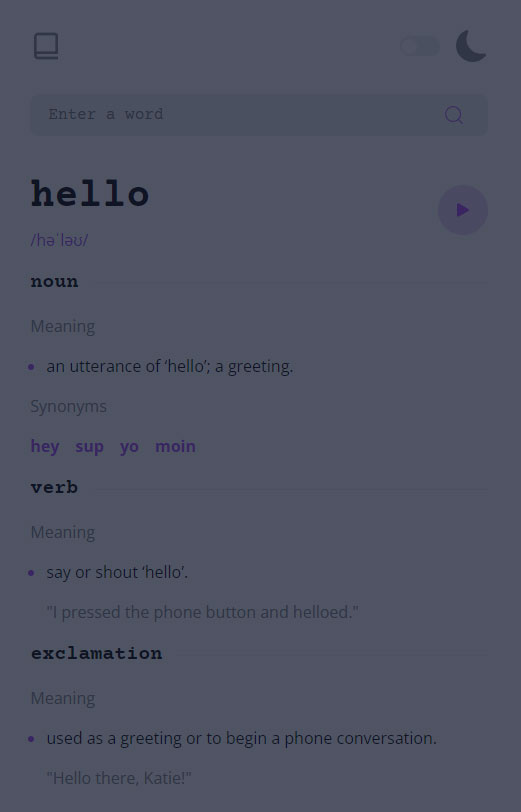 Enter a word
hello
/həˈləʊ/
noun
Meaning
an utterance of ‘hello’; a greeting.
Synonyms
hey sup yo moin
verb
Meaning
say or shout ‘hello’.
"I pressed the phone button and helloed."
exclamation
Meaning
used as a greeting or to begin a phone conversation.
"Hello there, Katie!"